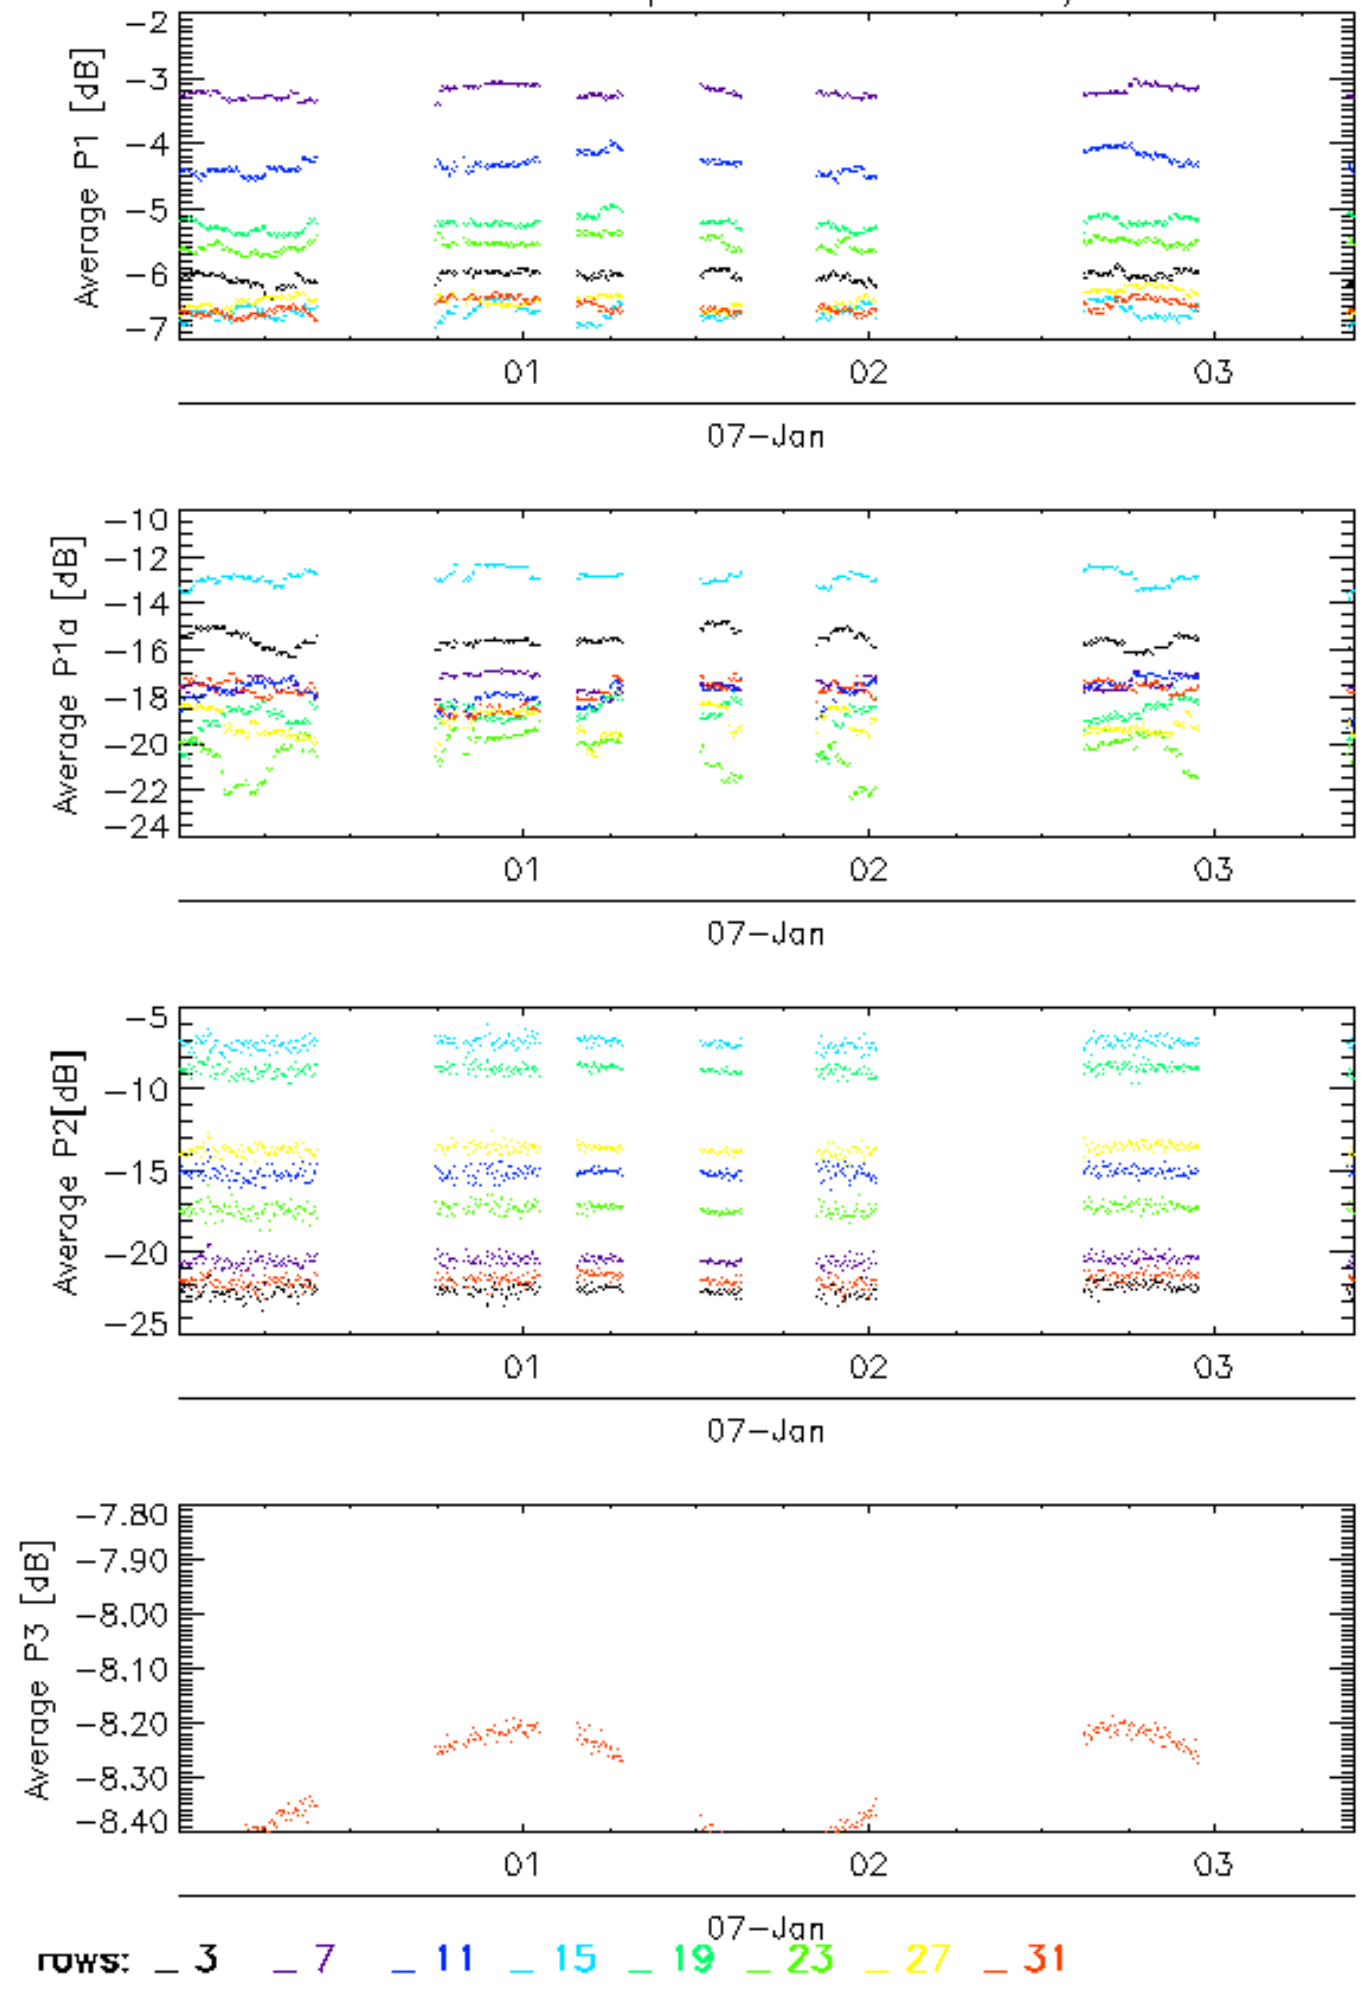 Average P1 [dB]
-2
-3
-4
-5
-6
-7
01 02 03
07-Jan
Average P1a [dB]
-10
-12
-14
-16
-18
-20
-22
-24
01 02 03
07-Jan
Average P2[dB]
-5
-10
-15
-20
-25
01 02 03
07-Jan
Average P3 [dB]
-7.80
-7.90
-8.00
-8.10
-8.20
-8.30
-8.40
01 02 03
07-Jan
rows: _ 3 _ 7 _ 11 _ 15 _ 19 _ 23 _ 27 _ 31